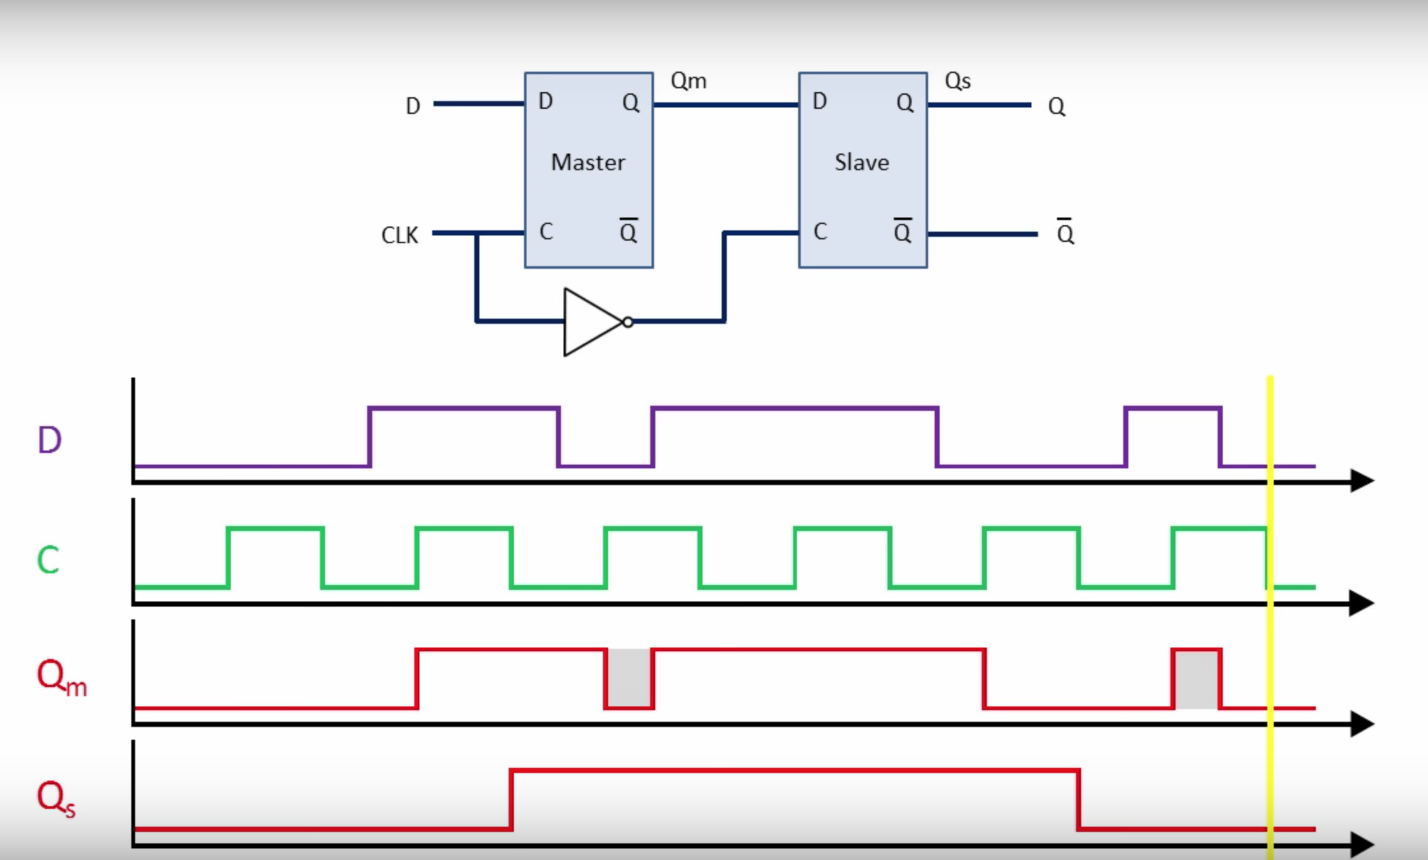 Qm Qs
D D Q D Q Q
Master Slave
CLK C Q̅ C Q̅ Q̅
D
C
Qm
Qs